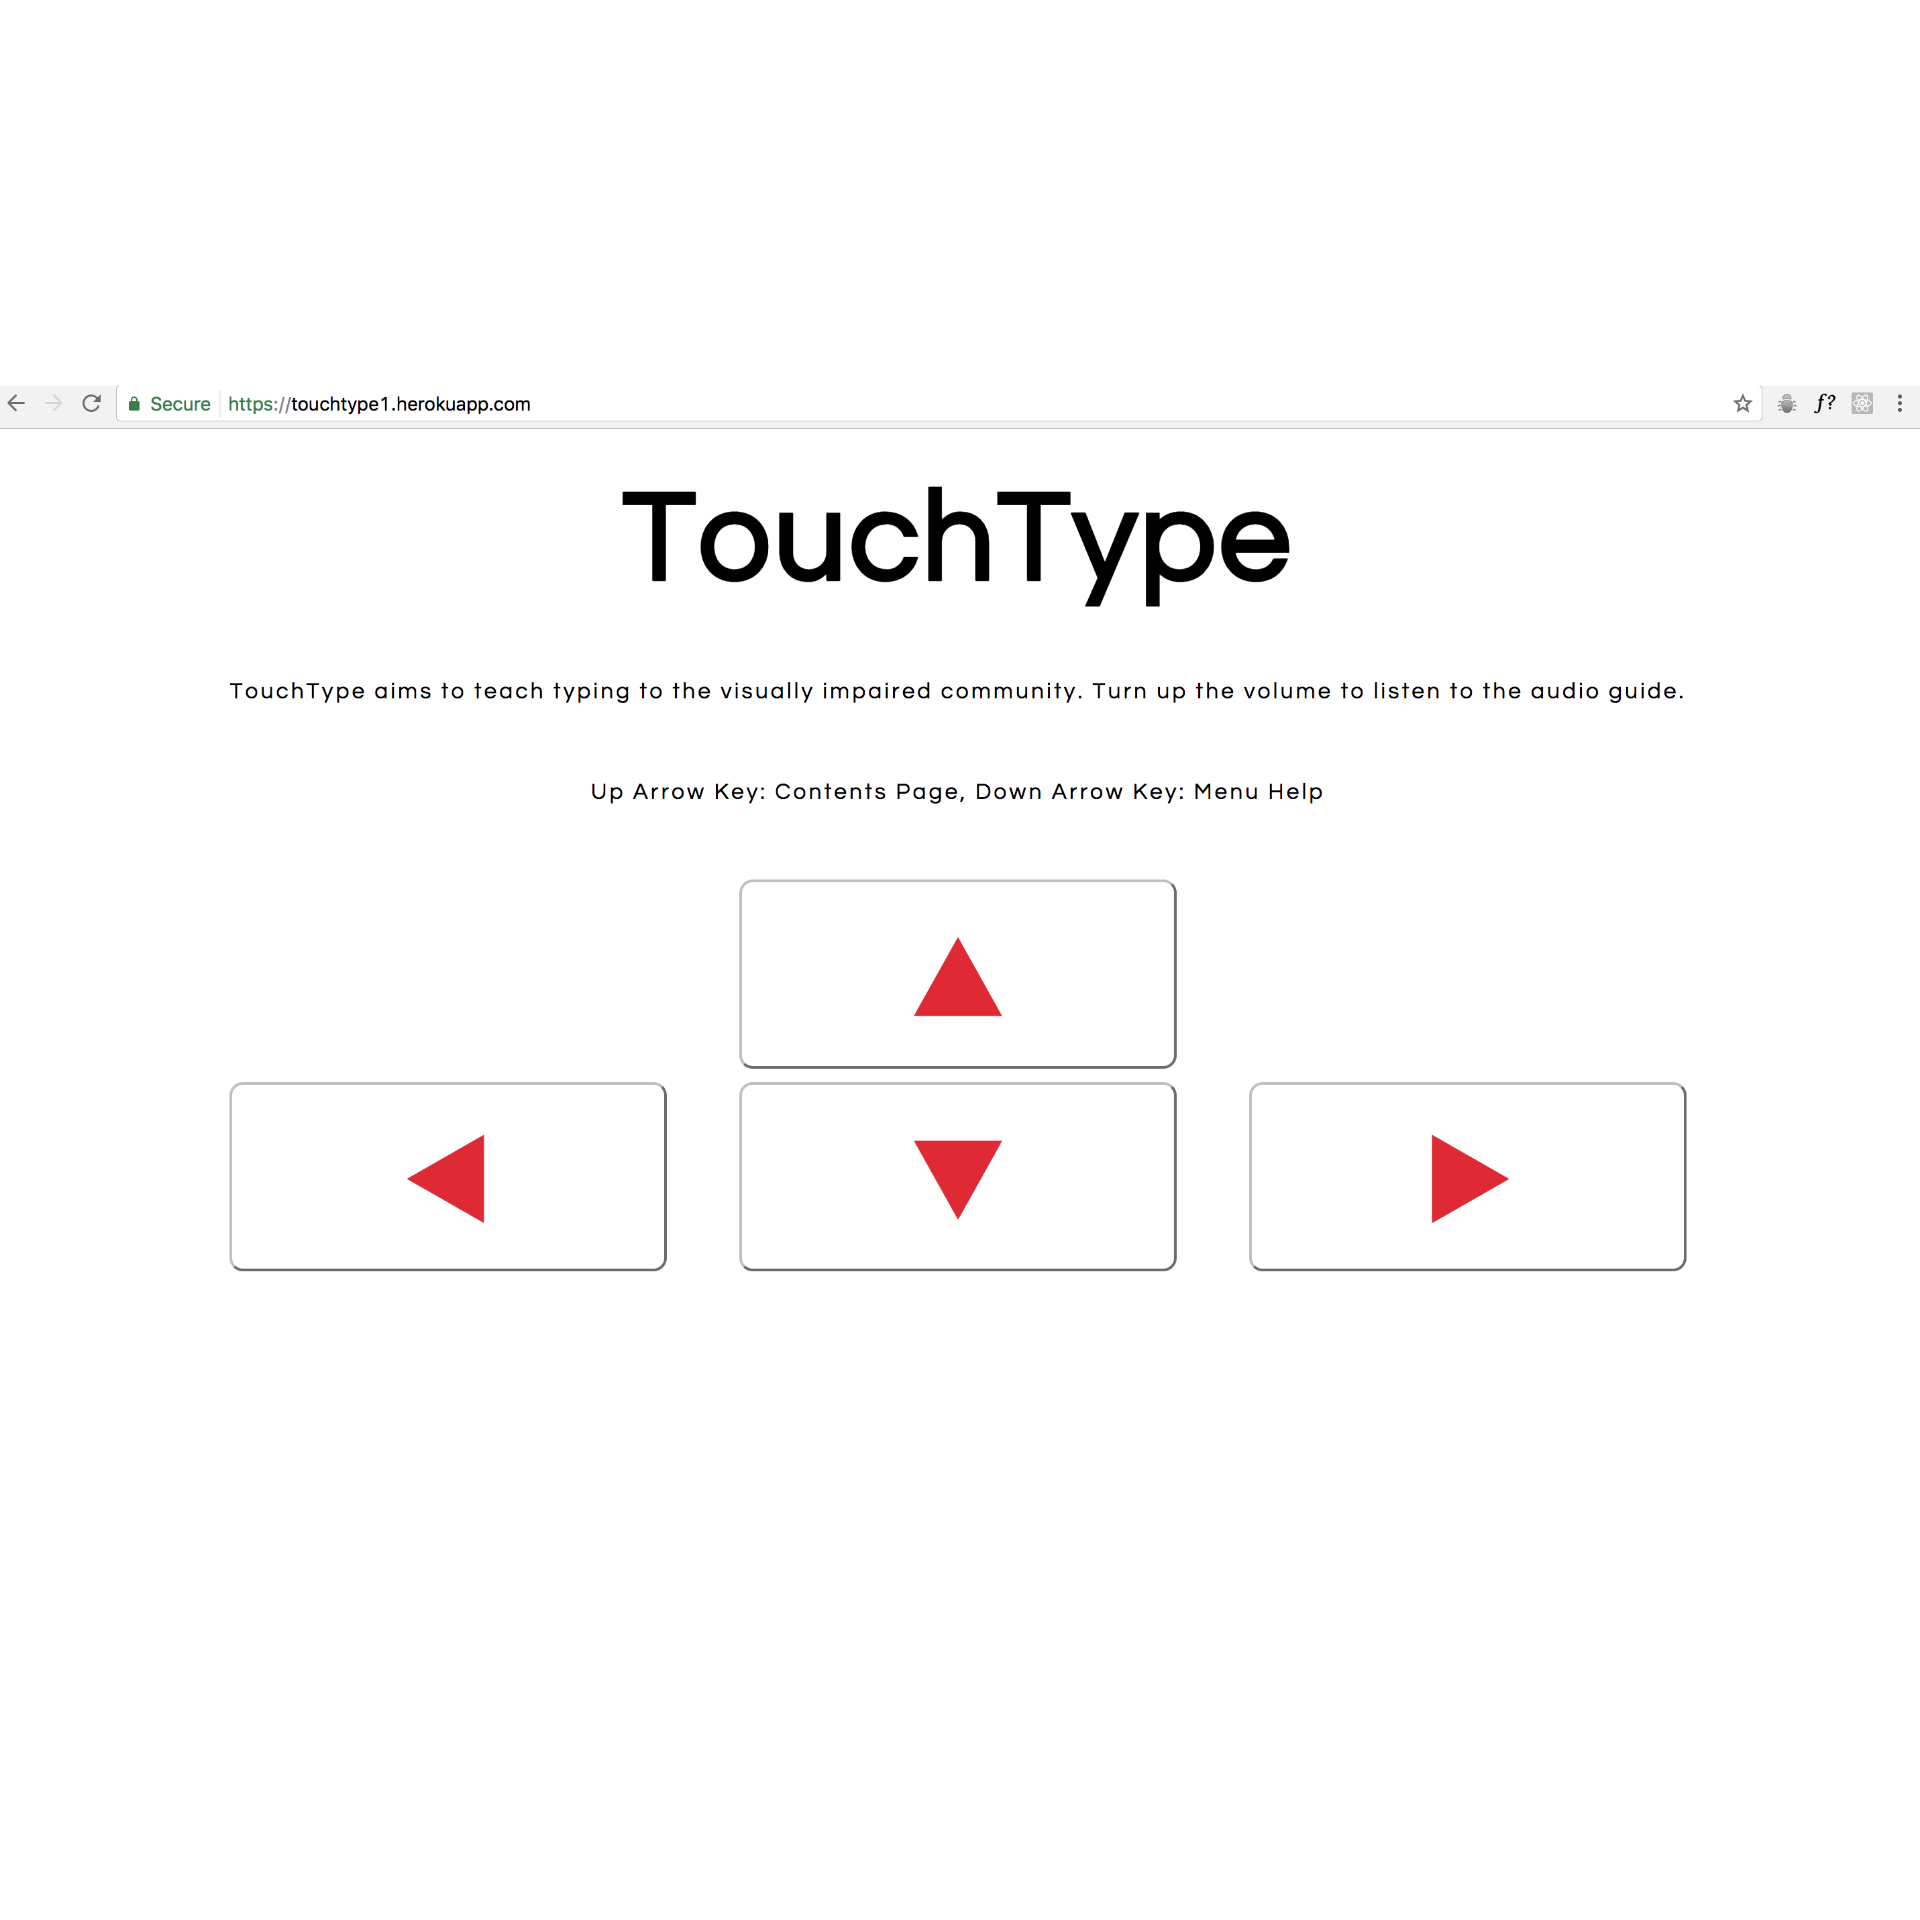 Secure https://touchtype1.herokuapp.com f?
TouchType
TouchType aims to teach typing to the visually impaired community. Turn up the volume to listen to the audio guide.
Up Arrow Key: Contents Page, Down Arrow Key: Menu Help